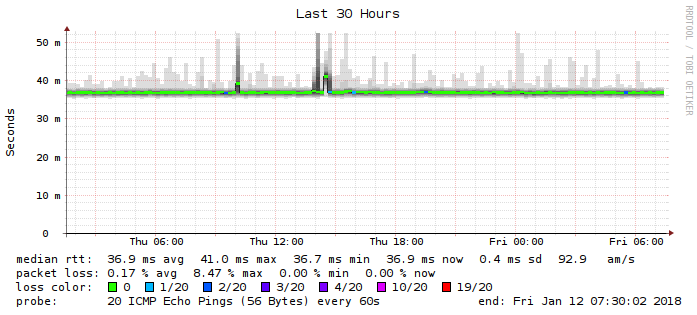 Last 30 Hours
RRDTOOL / TOBI OETIKER
Seconds
50 m
40 m
30 m
20 m
10 m
0
Thu 06:00 Thu 12:00 Thu 18:00 Fri 00:00 Fri 06:00
median rtt: 36.9 ms avg 41.0 ms max 36.7 ms min 36.9 ms now 0.4 ms sd 92.9 am/s
packet loss: 0.17 % avg 8.47 % max 0.00 % min 0.00 % now
loss color: 0 1/20 2/20 3/20 4/20 10/20 19/20
probe: 20 ICMP Echo Pings (56 Bytes) every 60s end: Fri Jan 12 07:30:02 2018